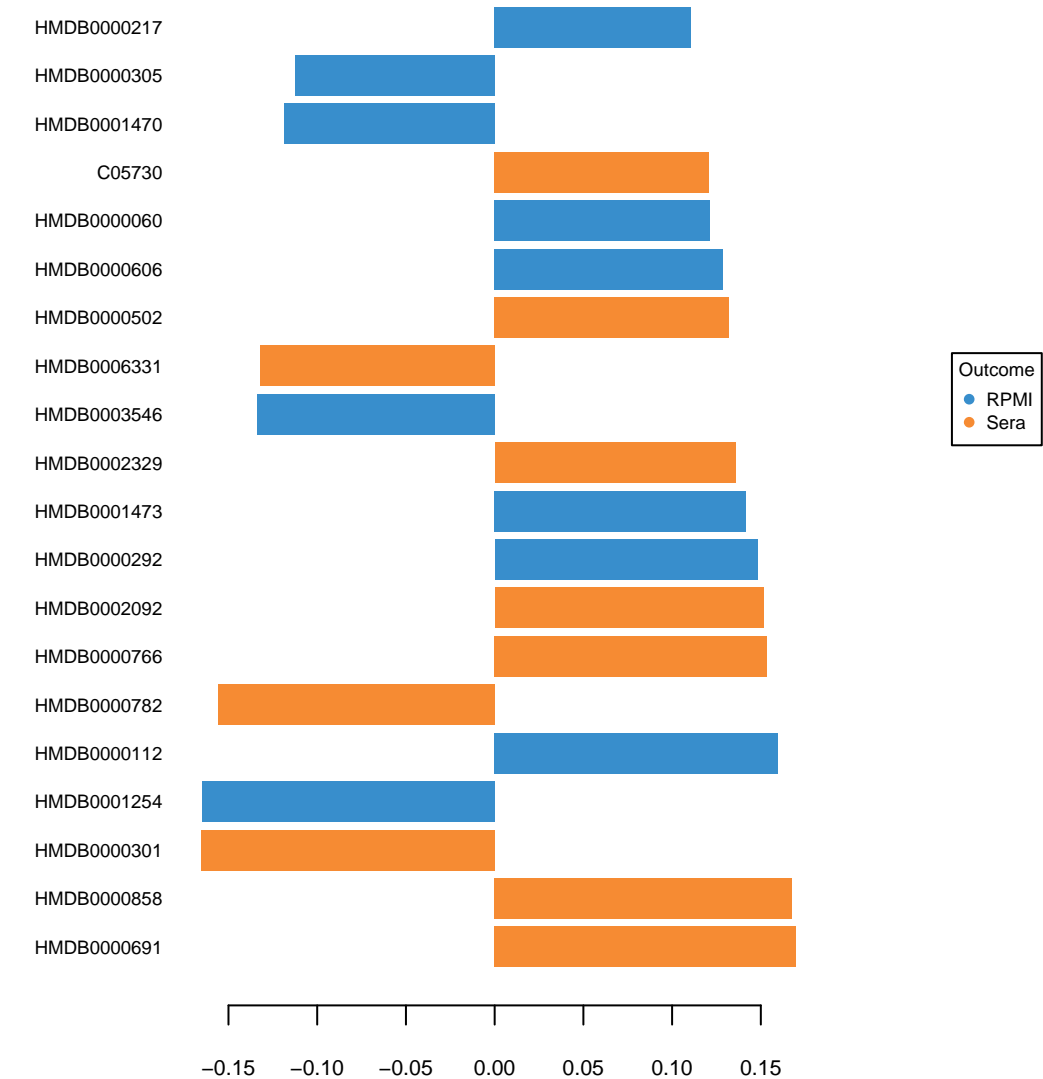 HMDB0000217
HMDB0000305
HMDB0001470
C05730
HMDB0000060
HMDB0000606
HMDB0000502
HMDB0006331
HMDB0003546
HMDB0002329
HMDB0001473
HMDB0000292
HMDB0002092
HMDB0000766
HMDB0000782
HMDB0000112
HMDB0001254
HMDB0000301
HMDB0000858
HMDB0000691
Outcome
RPMI
Sera
−0.15 −0.10 −0.05 0.00 0.05 0.10 0.15